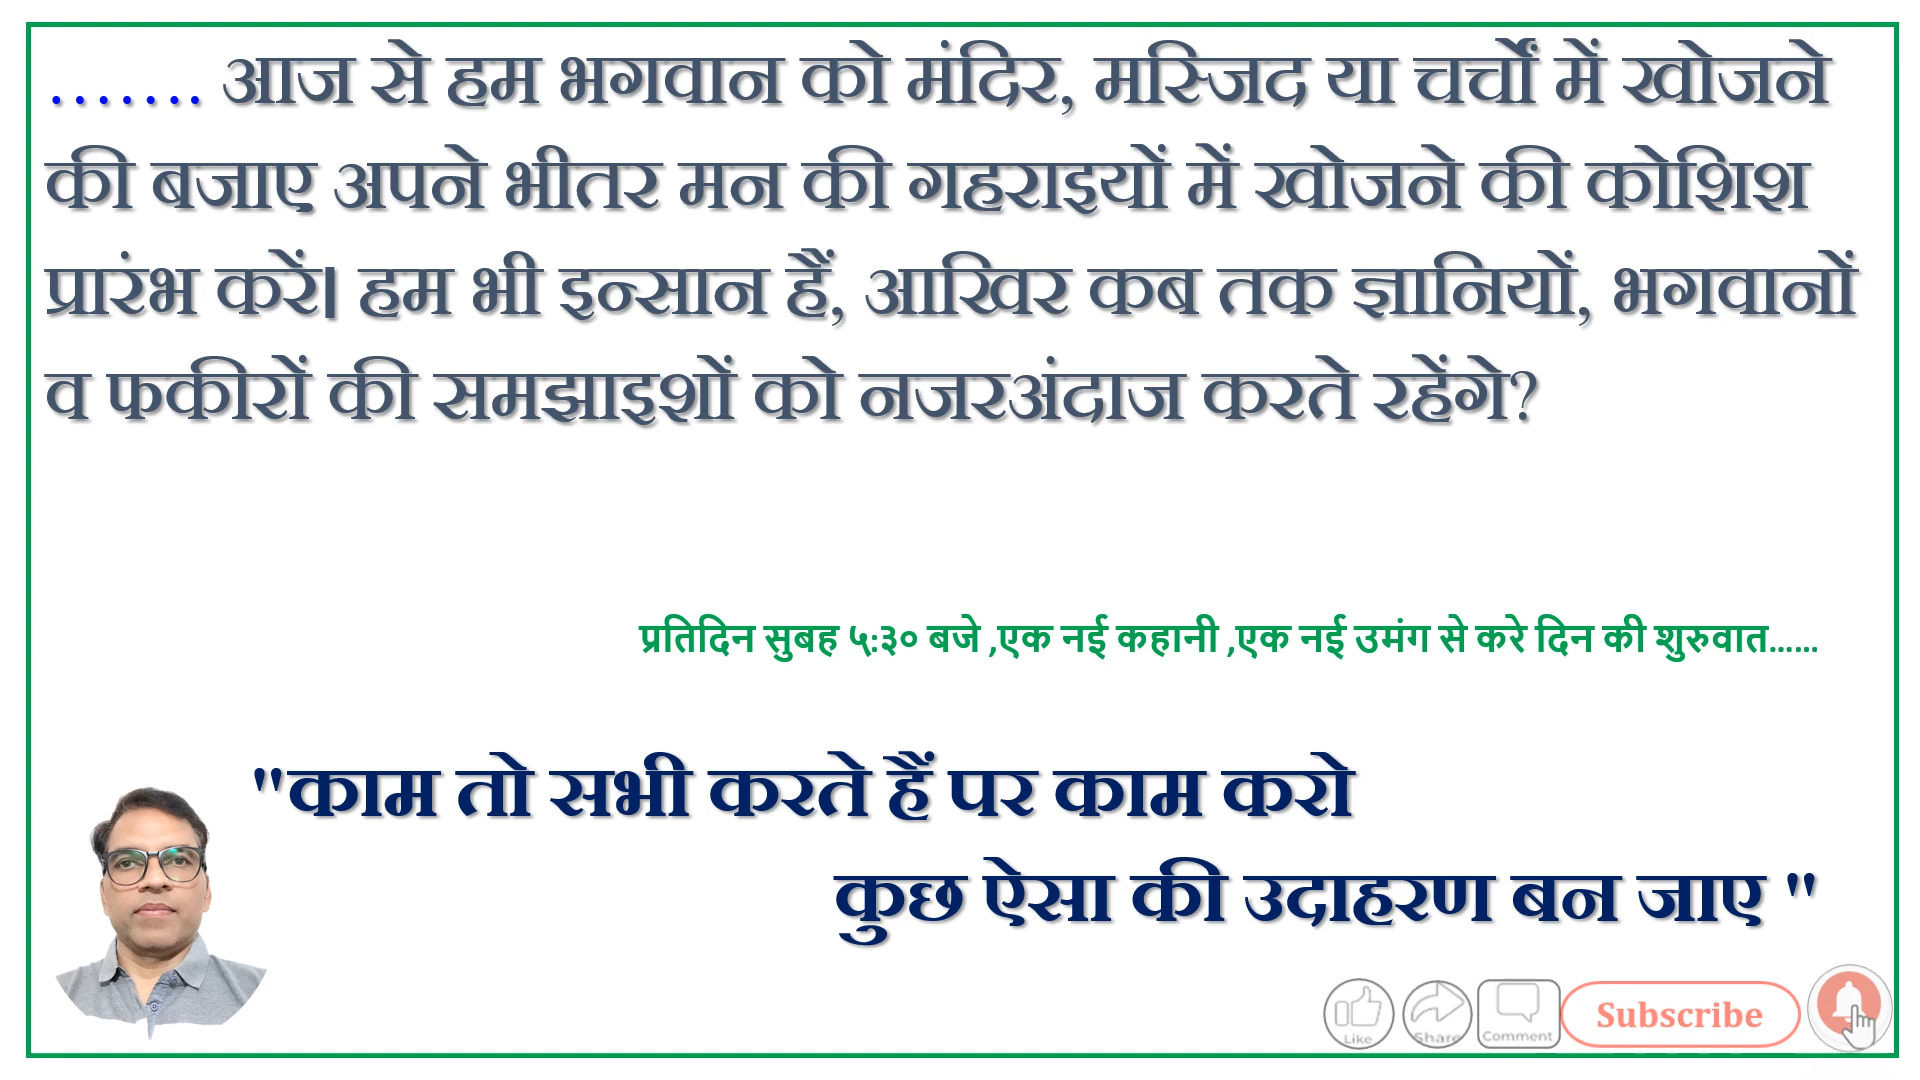 ....... आज से हम भगवान को मंदिर, मस्जिद या चर्चों में खोजने
की बजाए अपने भीतर मन की गहराइयों में खोजने की कोशिश
प्रारंभ करें। हम भी इन्सान हैं, आखिर कब तक ज्ञानियों, भगवानों
व फकीरों की समझाइशों को नजरअंदाज करते रहेंगे?
प्रतिदिन सुबह ५:३० बजे ,एक नई कहानी ,एक नई उमंग से करे दिन की शुरुवात......
"काम तो सभी करते हैं पर काम करो
कुछ ऐसा की उदाहरण बन जाए "
Like Share Comment Subscribe